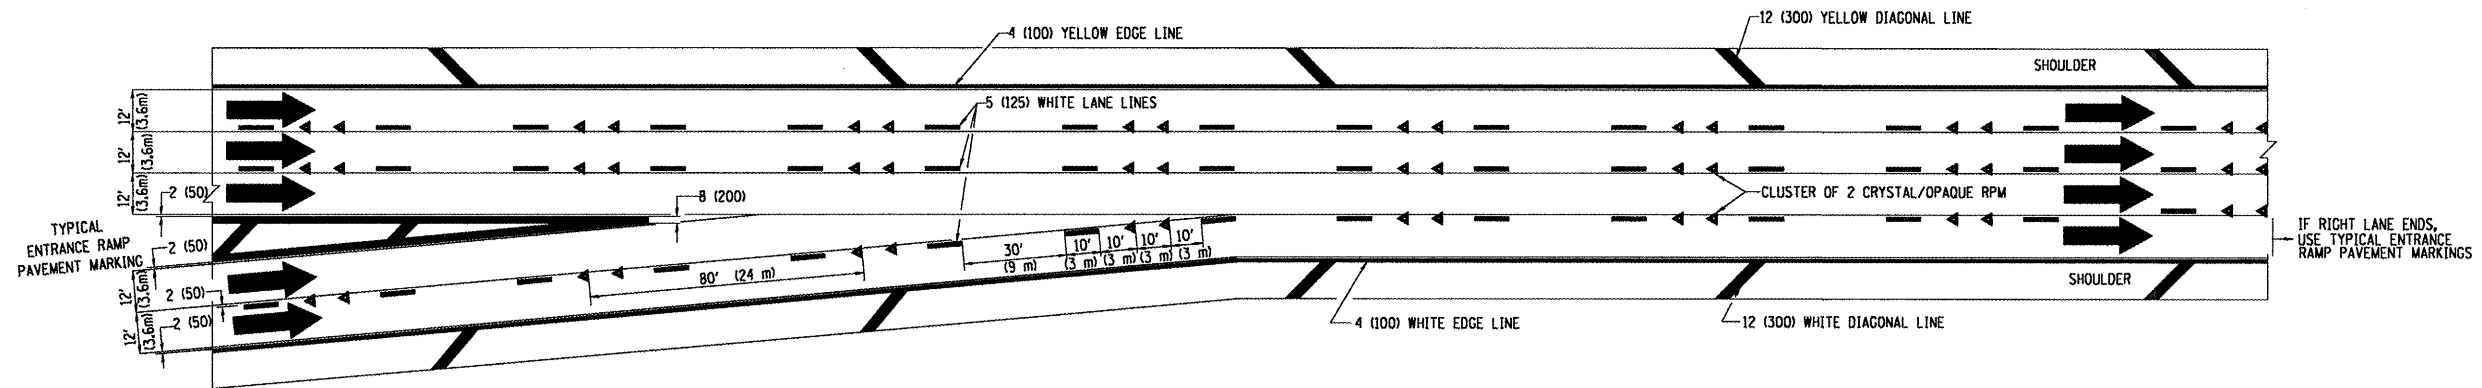 12 (300) YELLOW DIAGONAL LINE
4 (100) YELLOW EDGE LINE
SHOULDER
12'
(3.6m)
5 (125) WHITE LANE LINES
12'
(3.6m)
12'
(3.6m)
2 (50)
8 (200)
CLUSTER OF 2 CRYSTAL/OPAQUE RPM
TYPICAL
ENTRANCE RAMP
PAVEMENT MARKING
2 (50)
IF RIGHT LANE ENDS,
USE TYPICAL ENTRANCE
RAMP PAVEMENT MARKINGS
30'
(9 m)
10'
(3 m)
10'
(3 m)
10'
(3 m)
10'
(3 m)
80' (24 m)
12'
(3.6m)
2 (50)
12'
(3.6m)
2 (50)
SHOULDER
4 (100) WHITE EDGE LINE
12 (300) WHITE DIAGONAL LINE